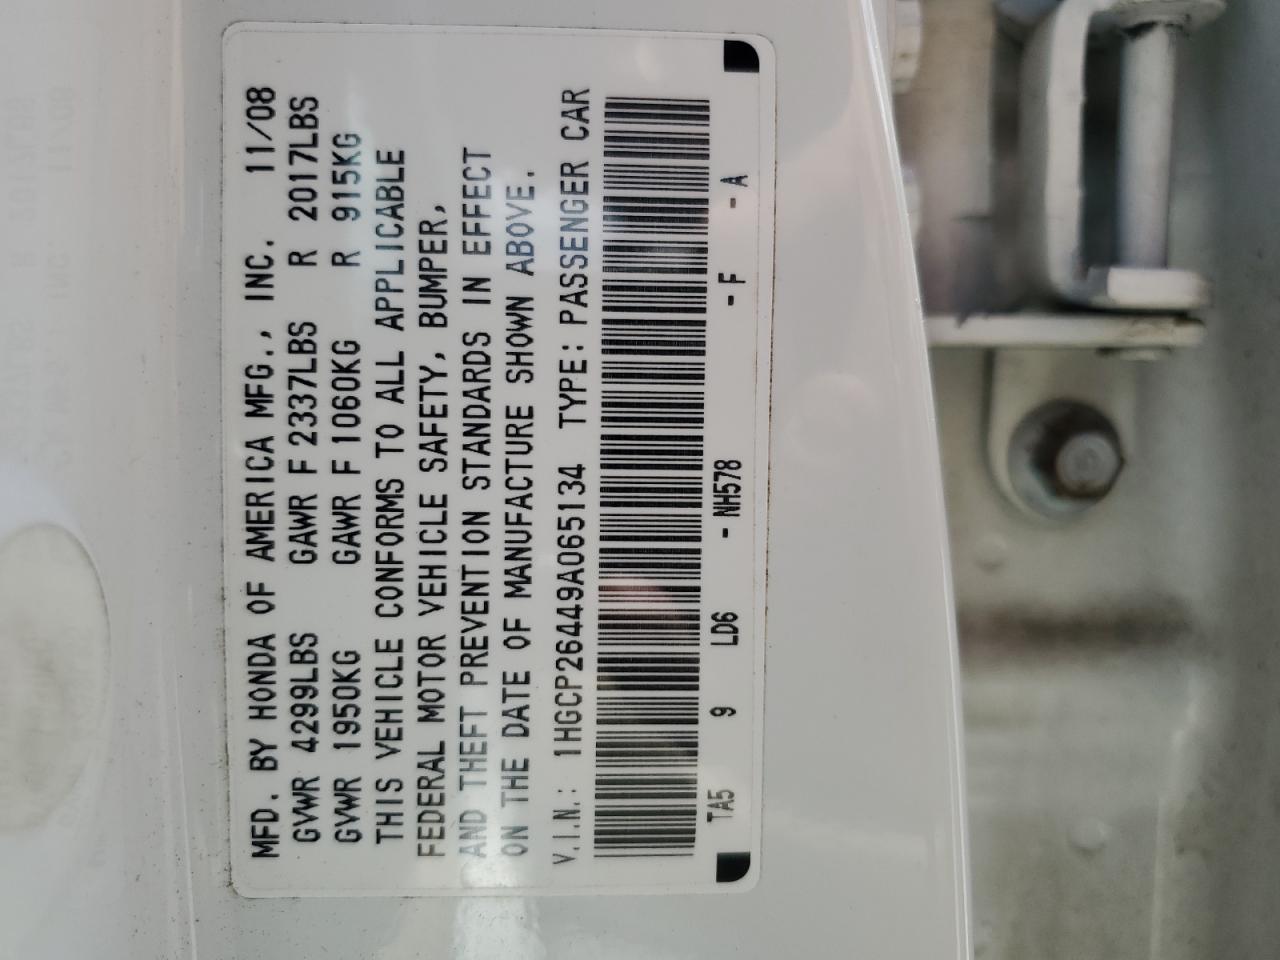 MFD. BY HONDA OF AMERICA MFG., INC. 11/08
GVWR 4299LBS GAWR F 2337LBS R 2017LBS
GVWR 1950KG GAWR F 1060KG R 915KG
THIS VEHICLE CONFORMS TO ALL APPLICABLE
FEDERAL MOTOR VEHICLE SAFETY, BUMPER,
AND THEFT PREVENTION STANDARDS IN EFFECT
ON THE DATE OF MANUFACTURE SHOWN ABOVE.
V.I.N.: 1HGCP26449A065134 TYPE: PASSENGER CAR
TA5 9 LD6 - NH578 - F - A